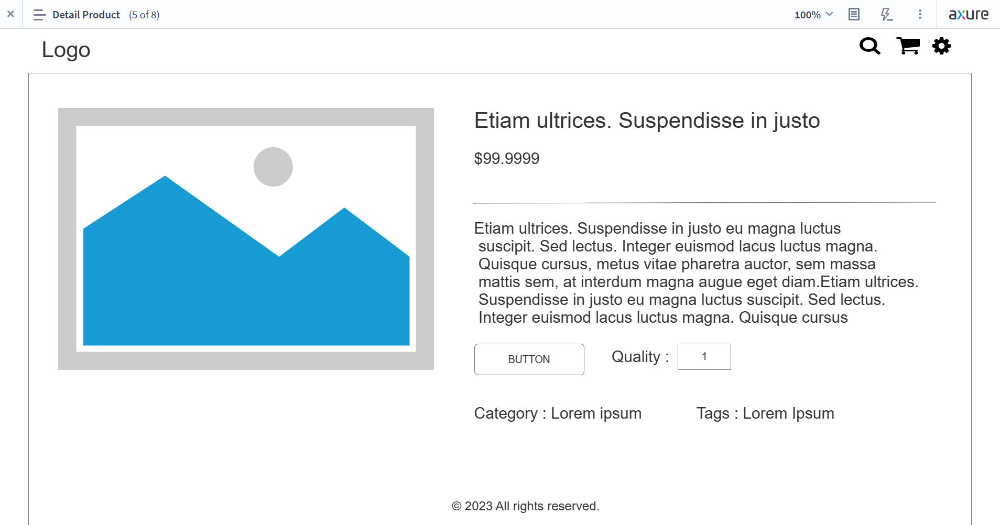 Detail Product (5 of 8)
100%
axure
Logo
Etiam ultrices. Suspendisse in justo
$99.9999
Etiam ultrices. Suspendisse in justo eu magna luctus
suscipit. Sed lectus. Integer euismod lacus luctus magna.
Quisque cursus, metus vitae pharetra auctor, sem massa
mattis sem, at interdum magna augue eget diam.Etiam ultrices.
Suspendisse in justo eu magna luctus suscipit. Sed lectus.
Integer euismod lacus luctus magna. Quisque cursus
BUTTON
Quality :
1
Category : Lorem ipsum
Tags : Lorem Ipsum
© 2023 All rights reserved.